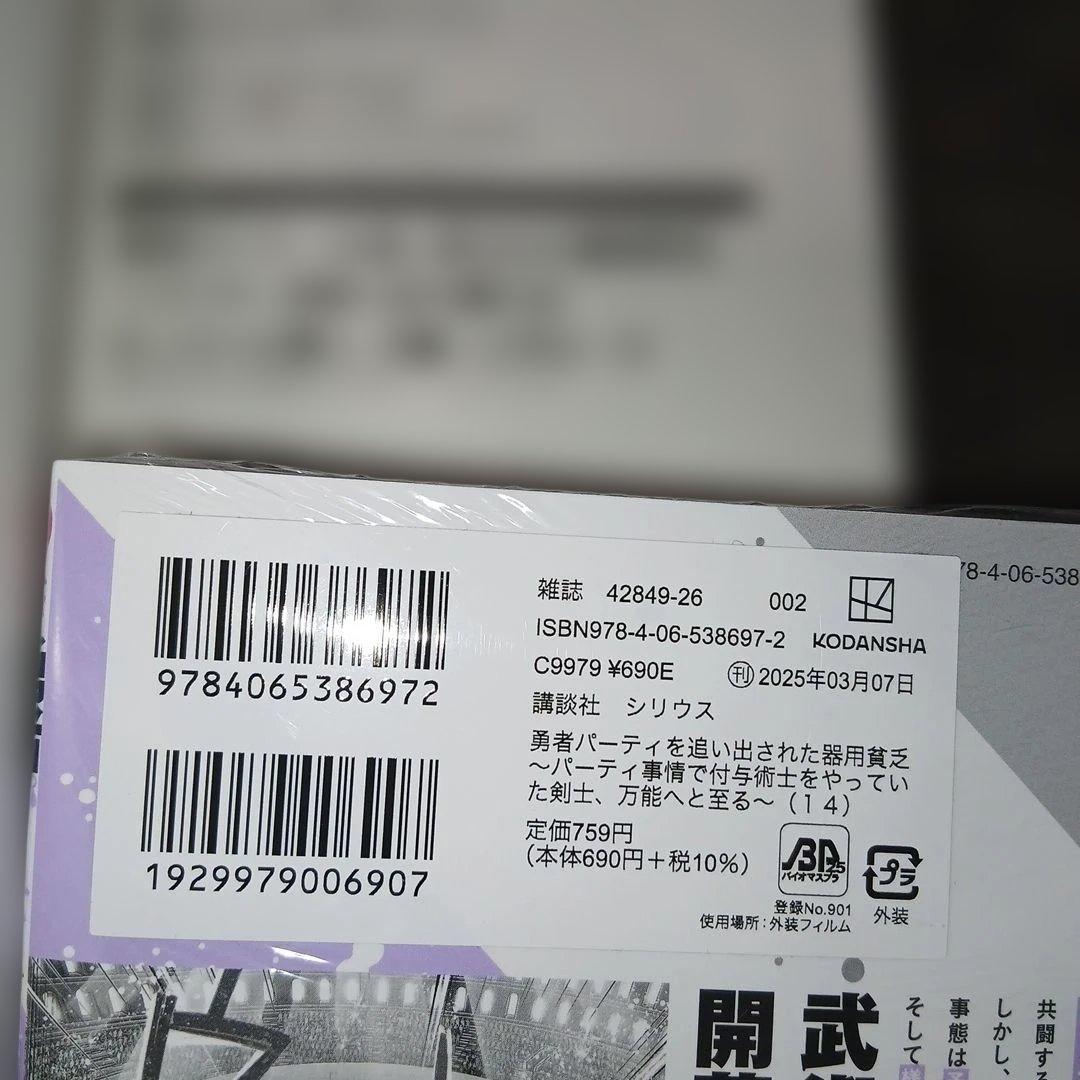 9784065386972
1929979006907
雑誌 42849-26 002
KODANSHA
ISBN978-4-06-538697-2
C9979 ¥690E
㊞刊 2025年03月07日
講談社 シリウス
勇者パーティを追い出された器用貧乏
～パーティ事情で付与術士をやってい
た剣士、万能へと至る～（１４）
定価759円
（本体690円＋税10%）
バイオマスプラ
25
登録No.901
使用場所：外装フィルム
プラ
外装
78-4-06-538
共闘する
しかし、
事態は
そして
武
開